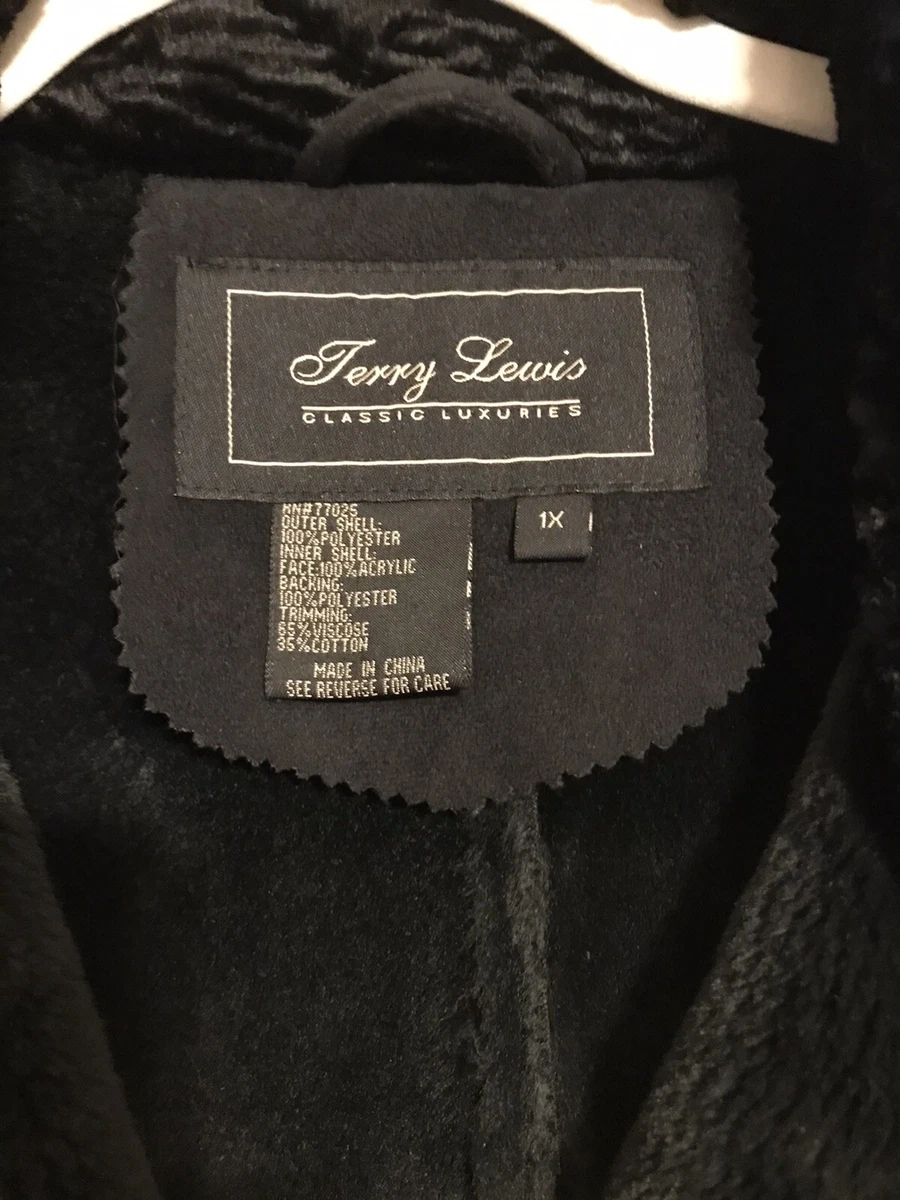 Terry Lewis
CLASSIC LUXURIES
RN#77025
OUTER SHELL:
100%POLYESTER
INNER SHELL:
FACE:100%ACRYLIC
BACKING:
100%POLYESTER
TRIMMING:
65%VISCOSE
35%COTTON
MADE IN CHINA
SEE REVERSE FOR CARE
1X